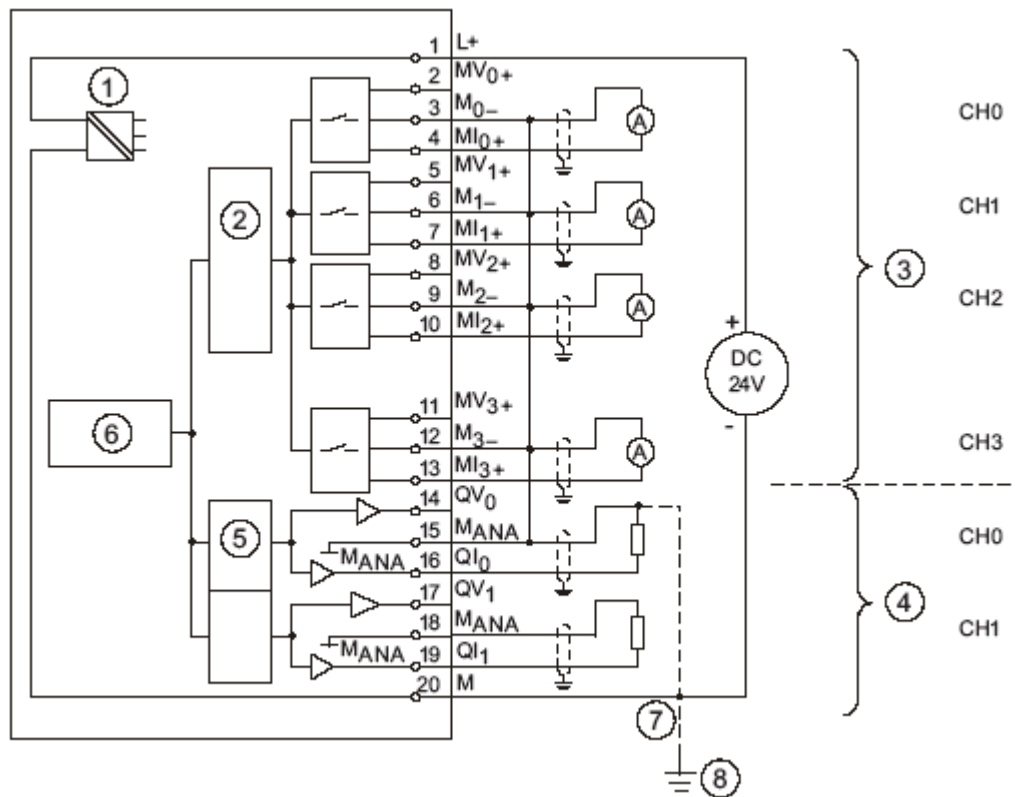 1 L+
①
2 MV0+
3 M0–
4 MI0+
A
CH0
5 MV1+
②
6 M1–
7 MI1+
A
CH1
③
8 MV2+
9 M2–
10 MI2+
A
CH2
+
DC
24V
-
⑥
11 MV3+
12 M3–
13 MI3+
A
CH3
14 QV0
⑤
15 MANA
MANA
16 QI0
CH0
17 QV1
④
18 MANA
MANA
19 QI1
CH1
20 M
⑦
⑧